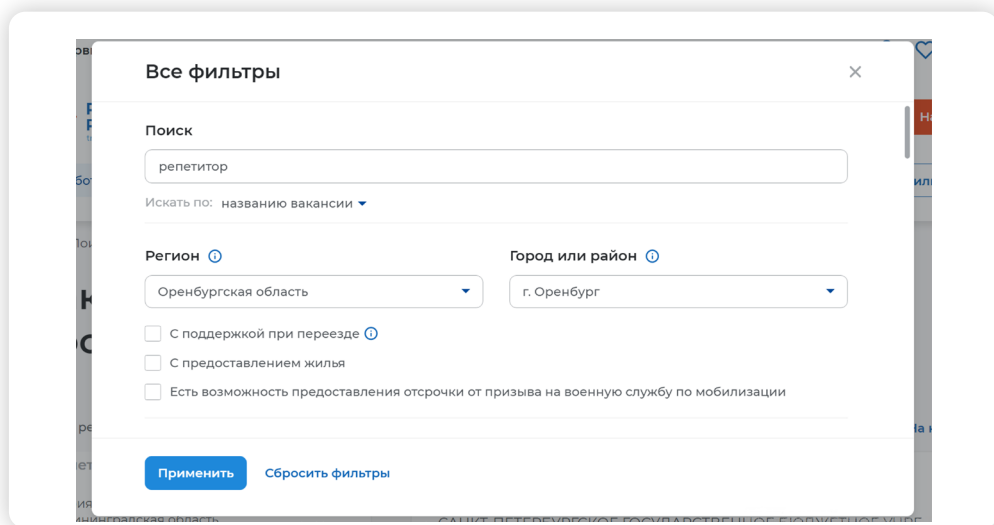 Все фильтры
Поиск
репетитор
Искать по: названию вакансии
Регион
Город или район
Оренбургская область
г. Оренбург
С поддержкой при переезде
С предоставлением жилья
Есть возможность предоставления отсрочки от призыва на военную службу по мобилизации
Применить
Сбросить фильтры